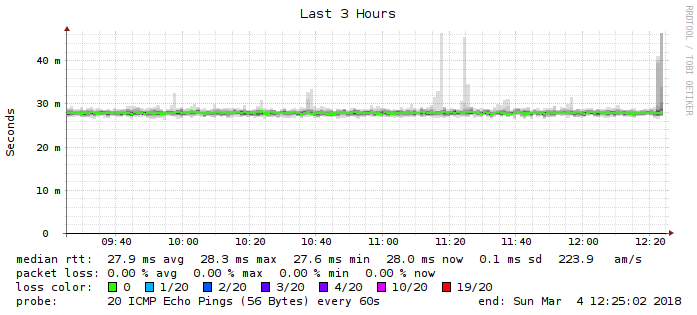 Last 3 Hours
RRDTOOL / TOBI OETIKER
Seconds
40 m
30 m
20 m
10 m
0
09:40 10:00 10:20 10:40 11:00 11:20 11:40 12:00 12:20
median rtt: 27.9 ms avg 28.3 ms max 27.6 ms min 28.0 ms now 0.1 ms sd 223.9 am/s
packet loss: 0.00 % avg 0.00 % max 0.00 % min 0.00 % now
loss color: 0 1/20 2/20 3/20 4/20 10/20 19/20
probe: 20 ICMP Echo Pings (56 Bytes) every 60s end: Sun Mar 4 12:25:02 2018